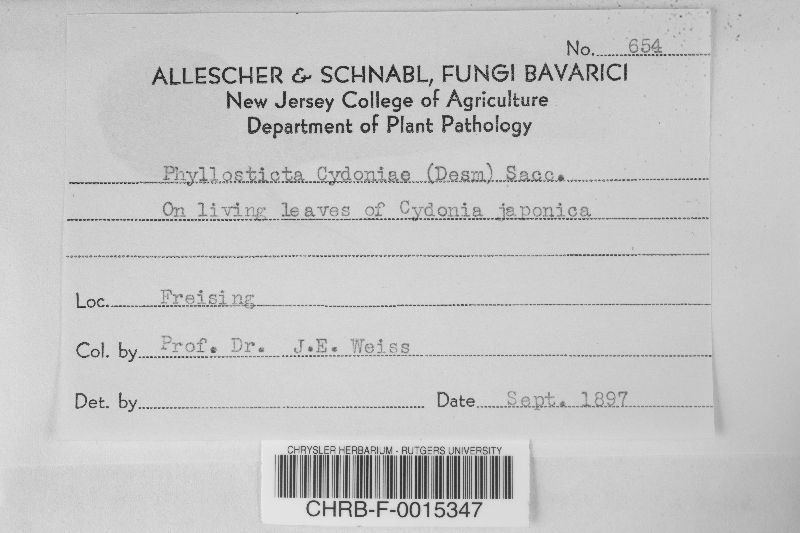 No. 654
ALLESCHER & SCHNABL, FUNGI BAVARICI
New Jersey College of Agriculture
Department of Plant Pathology
Phyllosticta Cydoniae (Desm) Sacc.
On living leaves of Cydonia japonica
Loc. Freising
Col. by Prof. Dr. J.E. Weiss
Det. by Date Sept. 1897
CHRYSLER HERBARIUM - RUTGERS UNIVERSITY
CHRB-F-0015347